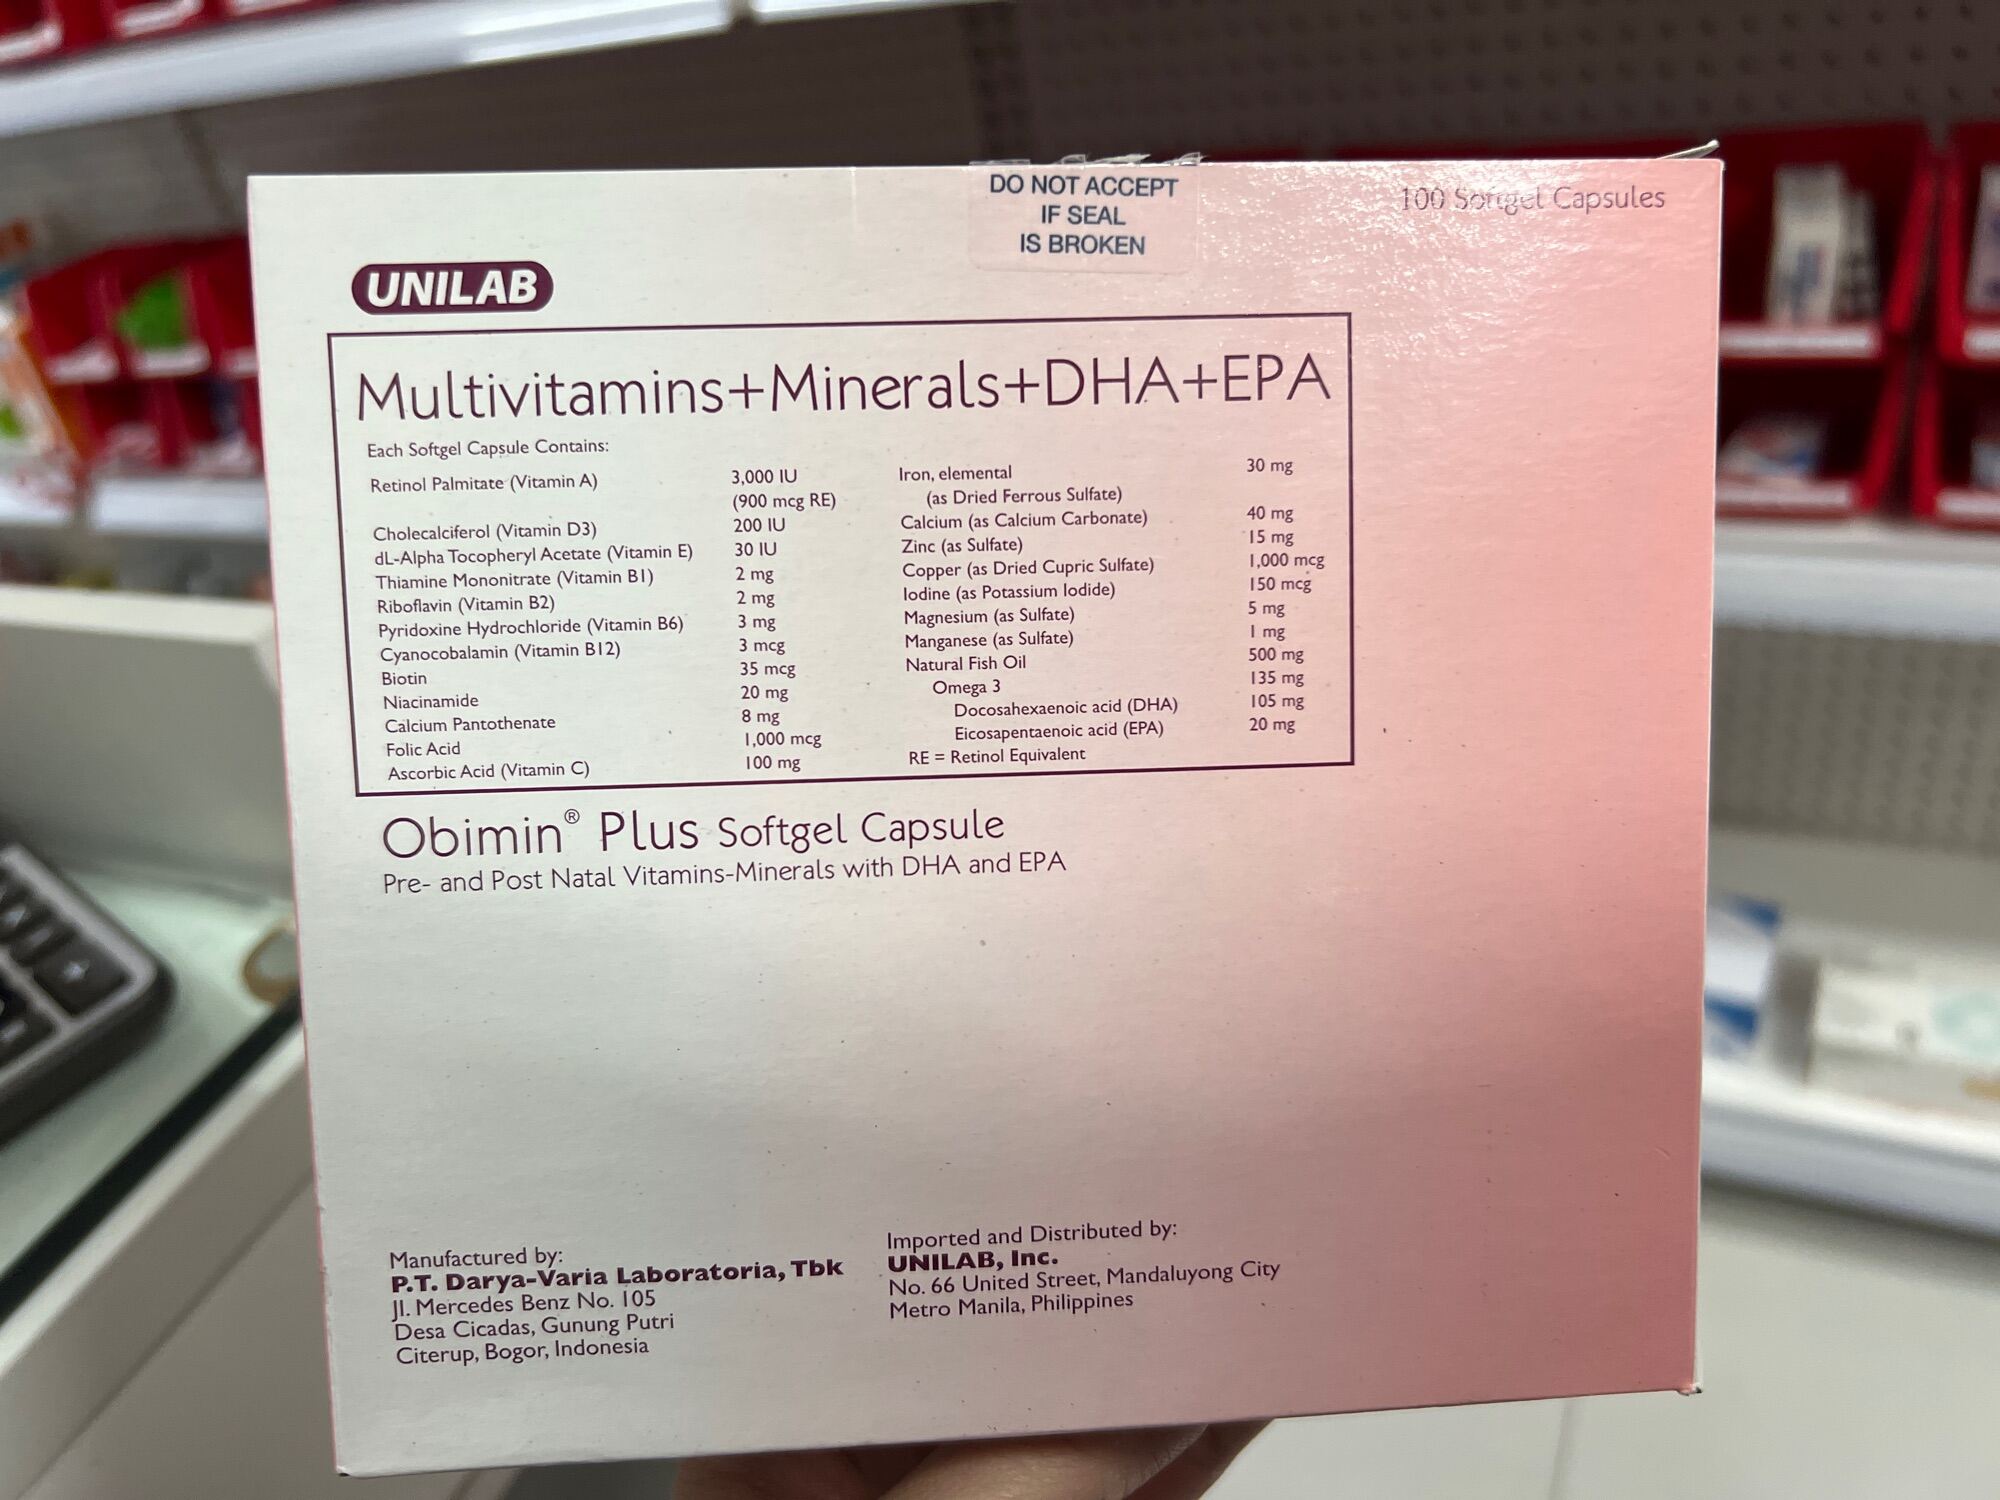 DO NOT ACCEPT
IF SEAL
IS BROKEN
100 Softgel Capsules
UNILAB
Multivitamins+Minerals+DHA+EPA
Each Softgel Capsule Contains:
Retinol Palmitate (Vitamin A) 3,000 IU
(900 mcg RE)
Cholecalciferol (Vitamin D3) 200 IU
dL-Alpha Tocopheryl Acetate (Vitamin E) 30 IU
Thiamine Mononitrate (Vitamin B1) 2 mg
Riboflavin (Vitamin B2) 2 mg
Pyridoxine Hydrochloride (Vitamin B6) 3 mg
Cyanocobalamin (Vitamin B12) 3 mcg
Biotin 35 mcg
Niacinamide 20 mg
Calcium Pantothenate 8 mg
Folic Acid 1,000 mcg
Ascorbic Acid (Vitamin C) 100 mg
Iron, elemental 30 mg
(as Dried Ferrous Sulfate)
Calcium (as Calcium Carbonate) 40 mg
Zinc (as Sulfate) 15 mg
Copper (as Dried Cupric Sulfate) 1,000 mcg
Iodine (as Potassium Iodide) 150 mcg
Magnesium (as Sulfate) 5 mg
Manganese (as Sulfate) 1 mg
Natural Fish Oil 500 mg
Omega 3 135 mg
Docosahexaenoic acid (DHA) 105 mg
Eicosapentaenoic acid (EPA) 20 mg
RE = Retinol Equivalent
Obimin® Plus Softgel Capsule
Pre- and Post Natal Vitamins-Minerals with DHA and EPA
Manufactured by:
P.T. Darya-Varia Laboratoria, Tbk
Jl. Mercedes Benz No. 105
Desa Cicadas, Gunung Putri
Citerup, Bogor, Indonesia
Imported and Distributed by:
UNILAB, Inc.
No. 66 United Street, Mandaluyong City
Metro Manila, Philippines